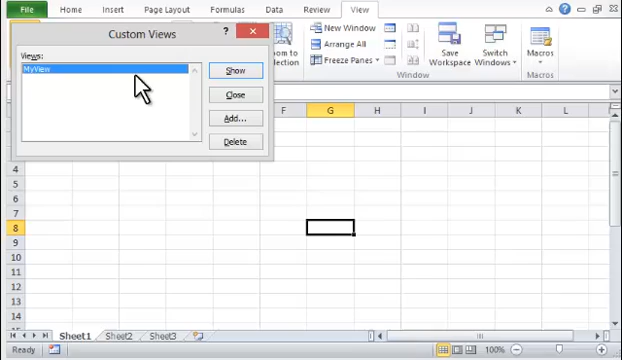 File Home Insert Page Layout Formulas Data Review View
Custom Views
Views:
MyView
Show
Close
Add...
Delete
New Window
Arrange All
Freeze Panes
Save Workspace
Switch Windows
Window
Macros
Macros
F G H I J K L
4
5
6
7
8
9
10
11
12
13
14
Sheet1 Sheet2 Sheet3
Ready 100%